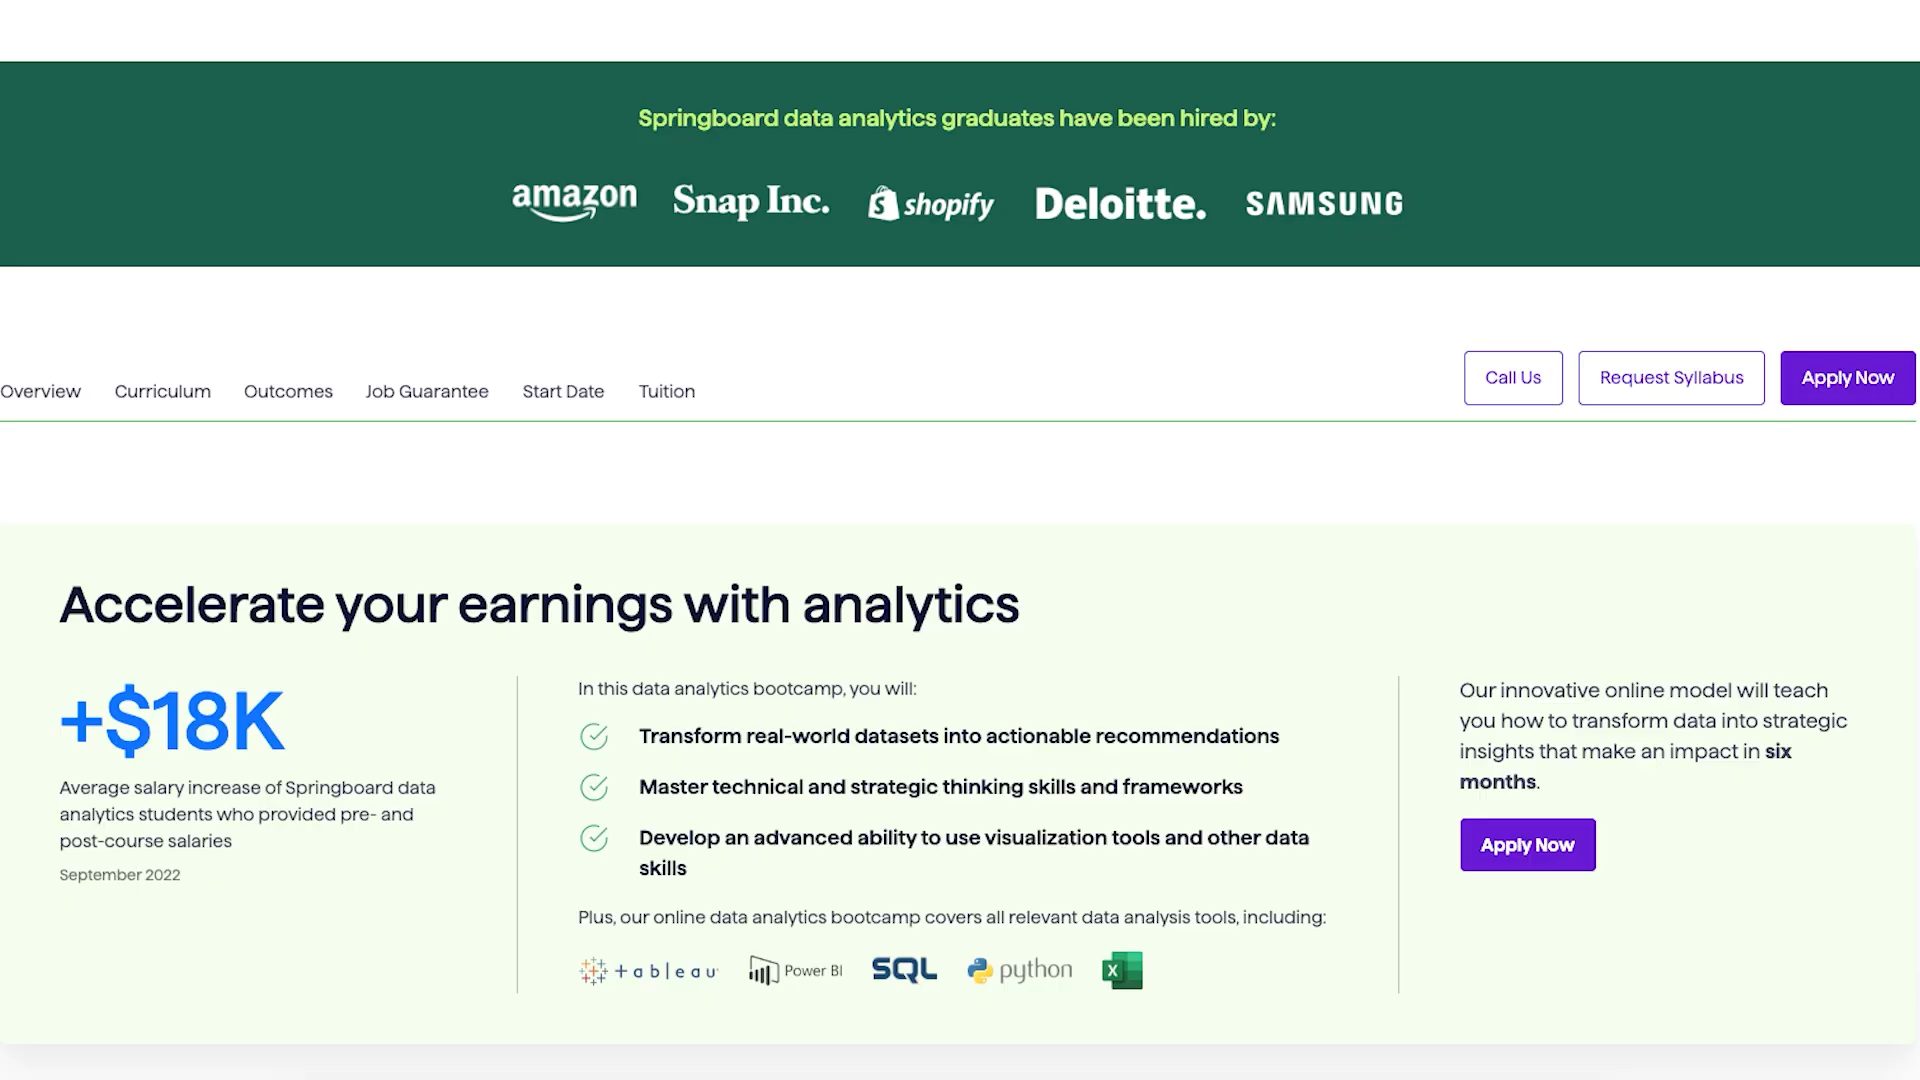 Springboard data analytics graduates have been hired by:
amazon Snap Inc. shopify Deloitte. SAMSUNG
Overview Curriculum Outcomes Job Guarantee Start Date Tuition
Call Us Request Syllabus Apply Now
Accelerate your earnings with analytics
+$18K
Average salary increase of Springboard data
analytics students who provided pre- and
post-course salaries
September 2022
In this data analytics bootcamp, you will:
Transform real-world datasets into actionable recommendations
Master technical and strategic thinking skills and frameworks
Develop an advanced ability to use visualization tools and other data
skills
Plus, our online data analytics bootcamp covers all relevant data analysis tools, including:
+ableau Power BI SQL python X
Our innovative online model will teach
you how to transform data into strategic
insights that make an impact in six
months.
Apply Now